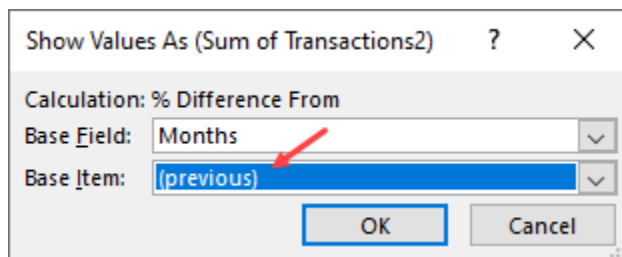 Show Values As (Sum of Transactions2) ? ×
Calculation: % Difference From
Base Field: Months
Base Item: (previous)
OK Cancel